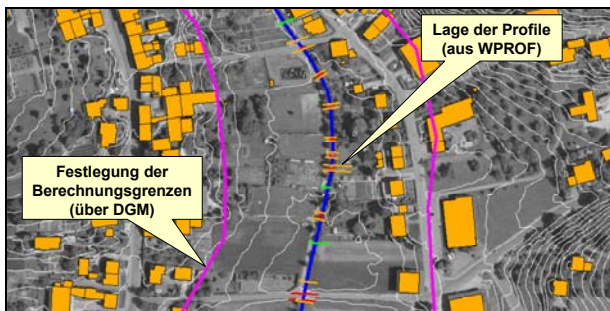 Lage der Profile
(aus WPROF)
Festlegung der
Berechnungsgrenzen
(über DGM)